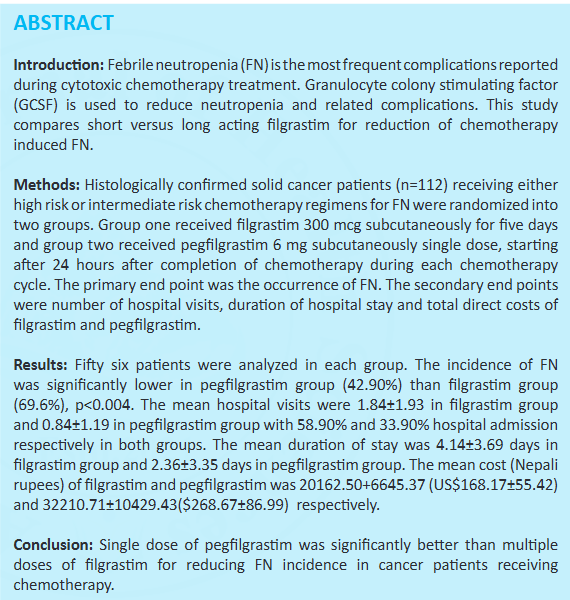 ABSTRACT
Introduction: Febrile neutropenia (FN) is the most frequent complications reported
during cytotoxic chemotherapy treatment. Granulocyte colony stimulating factor
(GCSF) is used to reduce neutropenia and related complications. This study
compares short versus long acting filgrastim for reduction of chemotherapy
induced FN.
Methods: Histologically confirmed solid cancer patients (n=112) receiving either
high risk or intermediate risk chemotherapy regimens for FN were randomized into
two groups. Group one received filgrastim 300 mcg subcutaneously for five days
and group two received pegfilgrastim 6 mg subcutaneously single dose, starting
after 24 hours after completion of chemotherapy during each chemotherapy
cycle. The primary end point was the occurrence of FN. The secondary end points
were number of hospital visits, duration of hospital stay and total direct costs of
filgrastim and pegfilgrastim.
Results: Fifty six patients were analyzed in each group. The incidence of FN
was significantly lower in pegfilgrastim group (42.90%) than filgrastim group
(69.6%), p<0.004. The mean hospital visits were 1.84±1.93 in filgrastim group
and 0.84±1.19 in pegfilgrastim group with 58.90% and 33.90% hospital admission
respectively in both groups. The mean duration of stay was 4.14±3.69 days in
filgrastim group and 2.36±3.35 days in pegfilgrastim group. The mean cost (Nepali
rupees) of filgrastim and pegfilgrastim was 20162.50+6645.37 (US$168.17±55.42)
and 32210.71±10429.43($268.67±86.99) respectively.
Conclusion: Single dose of pegfilgrastim was significantly better than multiple
doses of filgrastim for reducing FN incidence in cancer patients receiving
chemotherapy.